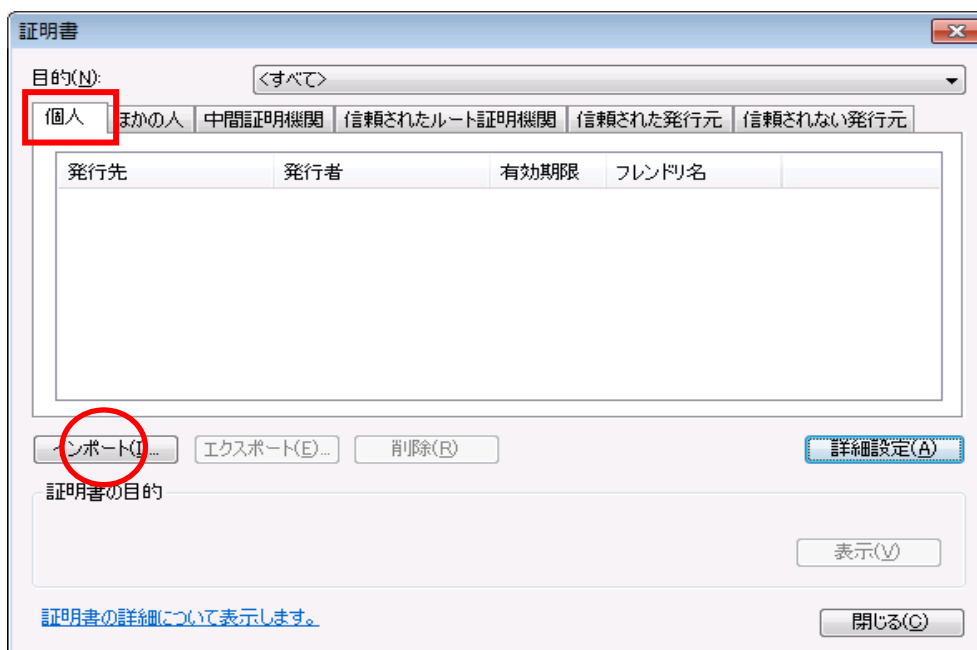 証明書
目的(N): <すべて>
個人 ほかの人 中間証明機関 信頼されたルート証明機関 信頼された発行元 信頼されない発行元
発行先 発行者 有効期限 フレンドリ名
インポート(I)... エクスポート(E)... 削除(R) 詳細設定(A)
証明書の目的
表示(V)
証明書の詳細について表示します。
閉じる(C)